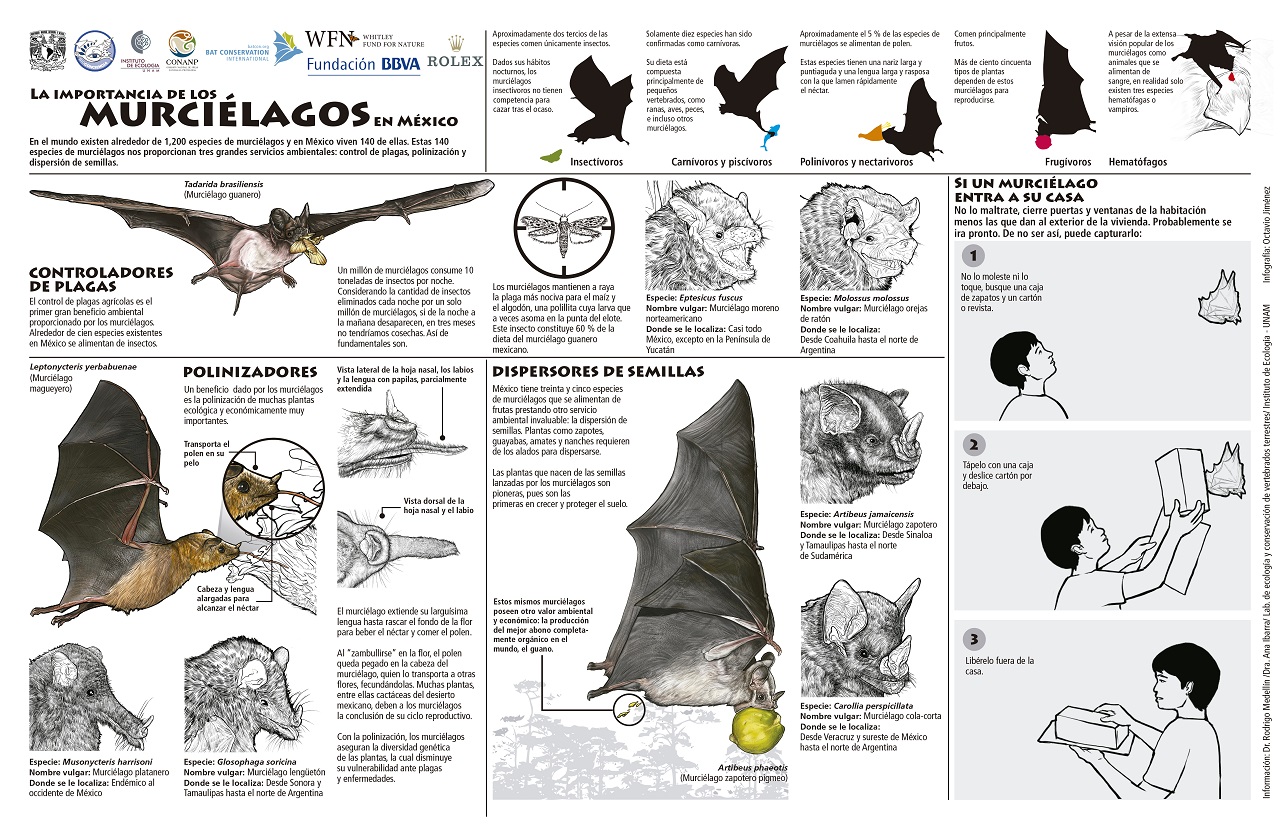 INSTITUTO
DE ECOLOGÍA
UNAM
CONANP
batcon.org
BAT CONSERVATION
INTERNATIONAL
WFN
WHITLEY
FUND FOR NATURE
Fundación BBVA
ROLEX
LA IMPORTANCIA DE LOS
MURCIÉLAGOS EN MÉXICO
En el mundo existen alrededor de 1,200 especies de murciélagos y en México viven 140 de ellas. Estas 140
especies de murciélagos nos proporcionan tres grandes servicios ambientales: control de plagas, polinización y
dispersión de semillas.
Aproximadamente dos tercios de las
especies comen únicamente insectos.
Dados sus hábitos
nocturnos, los
murciélagos
insectívoros no tienen
competencia para
cazar tras el ocaso.
Insectívoros
Solamente diez especies han sido
confirmadas como carnívoras.
Su dieta está
compuesta
principalmente de
pequeños
vertebrados, como
ranas, aves, peces,
e incluso otros
murciélagos.
Carnívoros y piscívoros
Aproximadamente el 5 % de las especies de
murciélagos se alimentan de polen.
Estas especies tienen una nariz larga y
puntiaguda y una lengua larga y rasposa
con la que lamen rápidamente
el néctar.
Polinívoros y nectarivoros
Comen principalmente
frutos.
Más de ciento cincuenta
tipos de plantas
dependen de estos
murciélagos para
reproducirse.
Frugívoros
A pesar de la extensa
visión popular de los
murciélagos como
animales que se
alimentan de
sangre, en realidad solo
existen tres especies
hematófagas o
vampiros.
Hematófagos
Tadarida brasiliensis
(Murciélago guanero)
CONTROLADORES
DE PLAGAS
El control de plagas agrícolas es el
primer gran beneficio ambiental
proporcionado por los murciélagos.
Alrededor de cien especies existentes
en México se alimentan de insectos.
Un millón de murciélagos consume 10
toneladas de insectos por noche.
Considerando la cantidad de insectos
eliminados cada noche por un solo
millón de murciélagos, si de la noche a
la mañana desaparecen, en tres meses
no tendríamos cosechas. Así de
fundamentales son.
Los murciélagos mantienen a raya
la plaga más nociva para el maíz y
el algodón, una polillita cuya larva que
a veces asoma en la punta del elote.
Este insecto constituye 60 % de la
dieta del murciélago guanero
mexicano.
Especie: Eptesicus fuscus
Nombre vulgar: Murciélago moreno
norteamericano
Donde se le localiza: Casi todo
México, excepto en la Península de
Yucatán
Especie: Molossus molossus
Nombre vulgar: Murciélago orejas
de ratón
Donde se le localiza:
Desde Coahuila hasta el norte de
Argentina
Leptonycteris yerbabuenae
(Murciélago
magueyero)
POLINIZADORES
Un beneficio dado por los murciélagos
es la polinización de muchas plantas
ecológica y económicamente muy
importantes.
Transporta el
polen en su
pelo
Cabeza y lengua
alargadas para
alcanzar el néctar
Especie: Musonycteris harrisoni
Nombre vulgar: Murciélago platanero
Donde se le localiza: Endémico al
occidente de México
Especie: Glosophaga soricina
Nombre vulgar: Murciélago lengüetón
Donde se le localiza: Desde Sonora y
Tamaulipas hasta el norte de Argentina
Vista lateral de la hoja nasal, los labios
y la lengua con papilas, parcialmente
extendida
Vista dorsal de la
hoja nasal y el labio
El murciélago extiende su larguísima
lengua hasta rascar el fondo de la flor
para beber el néctar y comer el polen.
Al “zambullirse” en la flor, el polen
queda pegado en la cabeza del
murciélago, quien lo transporta a otras
flores, fecundándolas. Muchas plantas,
entre ellas cactáceas del desierto
mexicano, deben a los murciélagos
la conclusión de su ciclo reproductivo.
Con la polinización, los murciélagos
aseguran la diversidad genética
de las plantas, la cual disminuye
su vulnerabilidad ante plagas
y enfermedades.
DISPERSORES DE SEMILLAS
México tiene treinta y cinco especies
de murciélagos que se alimentan de
frutas prestando otro servicio
ambiental invaluable: la dispersión de
semillas. Plantas como zapotes,
guayabas, amates y nanches requieren
de los alados para dispersarse.
Las plantas que nacen de las semillas
lanzadas por los murciélagos son
pioneras, pues son las
primeras en crecer y proteger el suelo.
Estos mismos murciélagos
poseen otro valor ambiental
y económico: la producción
del mejor abono completa-
mente orgánico en el
mundo, el guano.
Artibeus phaeotis
(Murciélago zapotero pigmeo)
Especie: Artibeus jamaicensis
Nombre vulgar: Murciélago zapotero
Donde se le localiza: Desde Sinaloa
y Tamaulipas hasta el norte
de Sudamérica
Especie: Carollia perspicillata
Nombre vulgar: Murciélago cola-corta
Donde se le localiza:
Desde Veracruz y sureste de México
hasta el norte de Argentina
SI UN MURCIÉLAGO
ENTRA A SU CASA
No lo maltrate, cierre puertas y ventanas de la habitación
menos las que dan al exterior de la vivienda. Probablemente se
ira pronto. De no ser así, puede capturarlo:
1
No lo moleste ni lo
toque, busque una caja
de zapatos y un cartón
o revista.
2
Tápelo con una caja
y deslice cartón por
debajo.
3
Libérelo fuera de la
casa.
Información: Dr. Rodrigo Medellín /Dra. Ana Ibarra/ Lab. de ecología y conservación de vertebrados terrestres/ Instituto de Ecología - UNAM Infografía: Octavio Jiménez